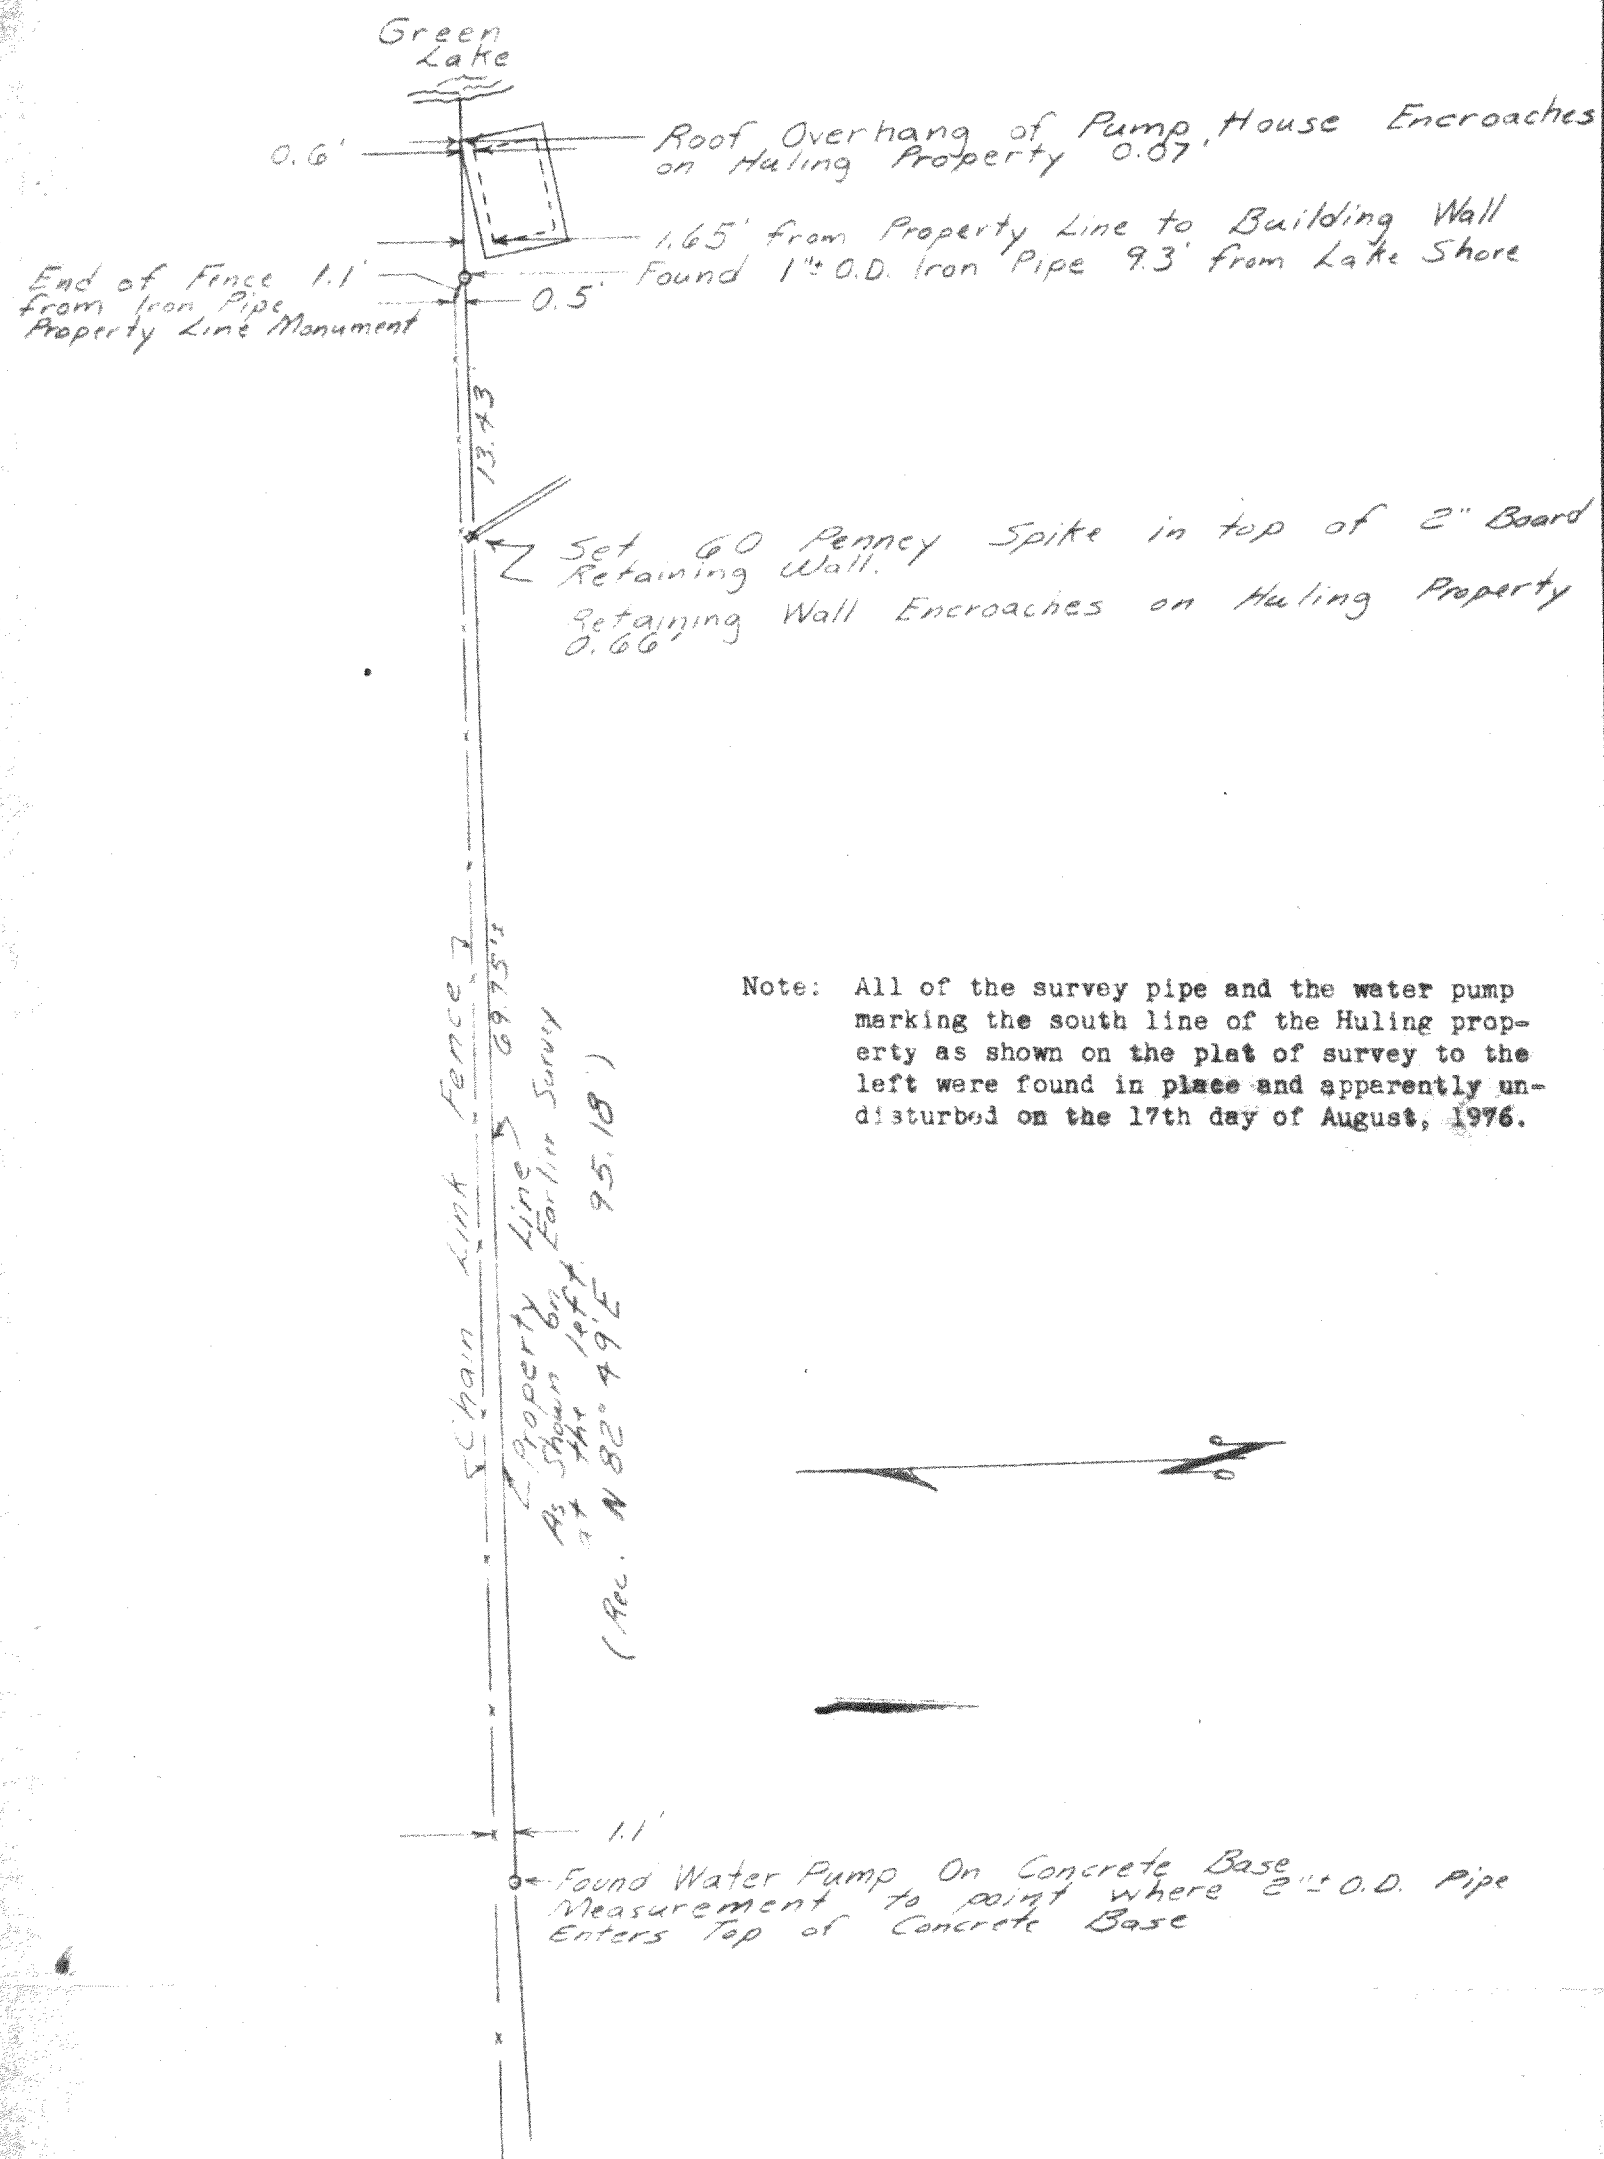 Green
Lake
0.6'
Roof Overhang of Pump House Encroaches
on Huling Property 0.07'
1.65' from Property Line to Building Wall
Found 1"± O.D. Iron Pipe 9.3' from Lake Shore
End of Fence 1.1'
from Iron Pipe
Property Line Monument
0.5'
13.43'
Set 60 Penney Spike in top of 2" Board
Retaining Wall.
Retaining Wall Encroaches on Huling Property
0.66'
69.75'±
Chain Link Fence
Property Line
As Shown on Earlier Survey
at the left.
(Rec. N 82° 49' E 95.18')
Note: All of the survey pipe and the water pump
marking the south line of the Huling prop-
erty as shown on the plat of survey to the
left were found in place and apparently un-
disturbed on the 17th day of August, 1976.
N
1.1'
Found Water Pump On Concrete Base
Measurement to point where 2"± O.D. Pipe
Enters Top of Concrete Base